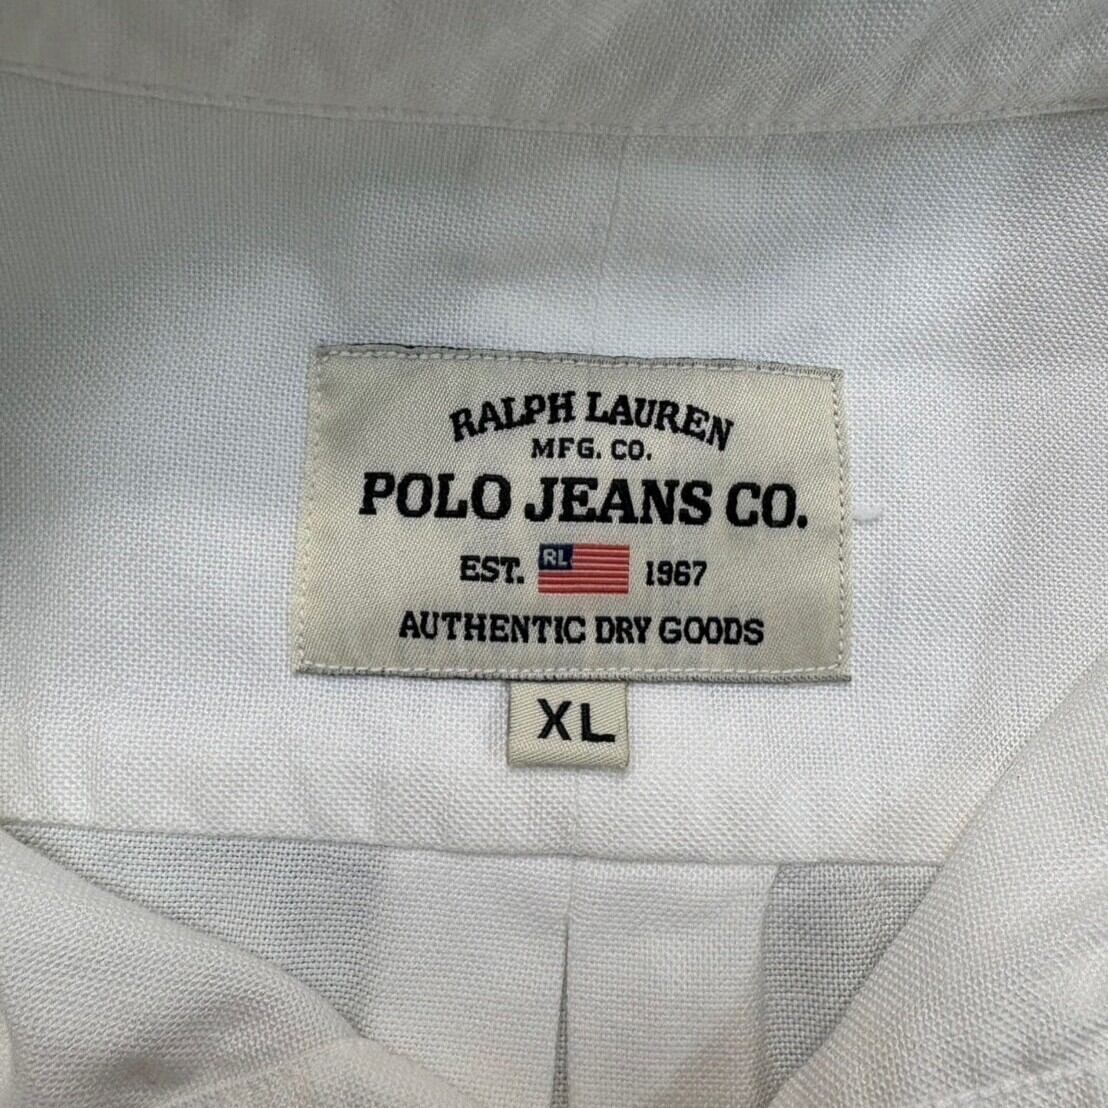 RALPH LAUREN
MFG. CO.
POLO JEANS CO.
EST. RL 1967
AUTHENTIC DRY GOODS
XL